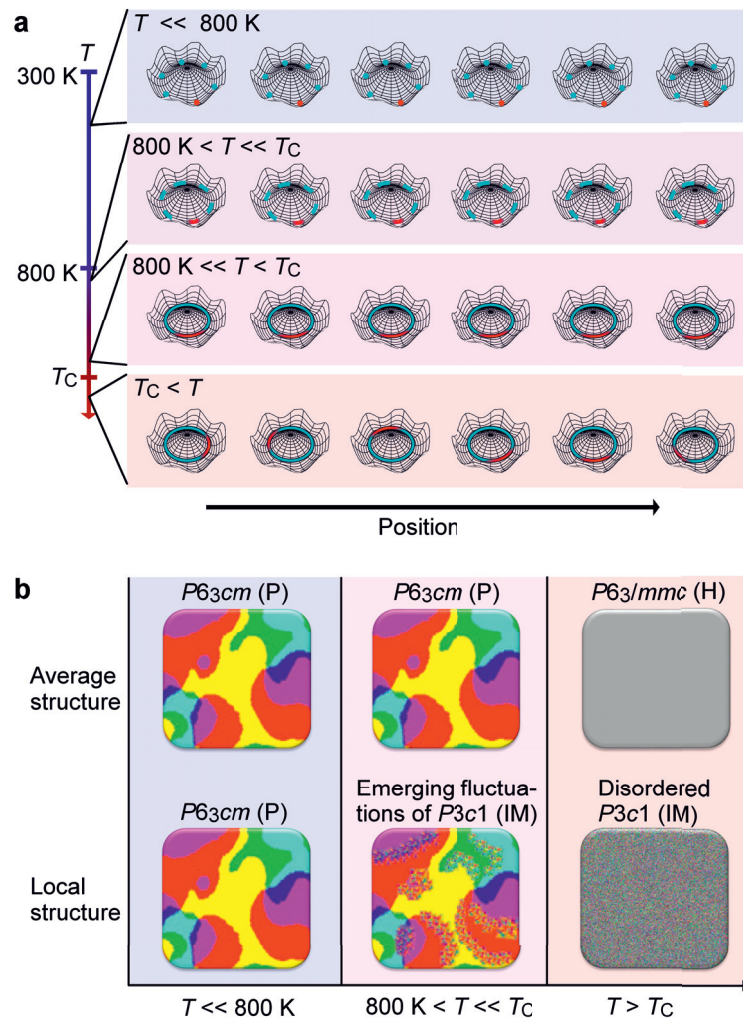 a
T
300 K
800 K
TC
T << 800 K
800 K < T << TC
800 K << T < TC
TC < T
Position
b
P63cm (P)
P63cm (P)
P63/mmc (H)
Average
structure
P63cm (P)
Emerging fluctua-
tions of P3c1 (IM)
Disordered
P3c1 (IM)
Local
structure
T << 800 K
800 K < T << TC
T > TC